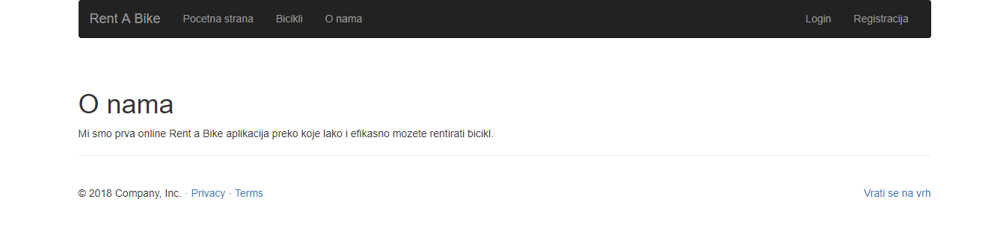 Rent A Bike Pocetna strana Bicikli O nama Login Registracija
O nama
Mi smo prva online Rent a Bike aplikacija preko koje lako i efikasno mozete rentirati bicikl.
© 2018 Company, Inc. · Privacy · Terms Vrati se na vrh